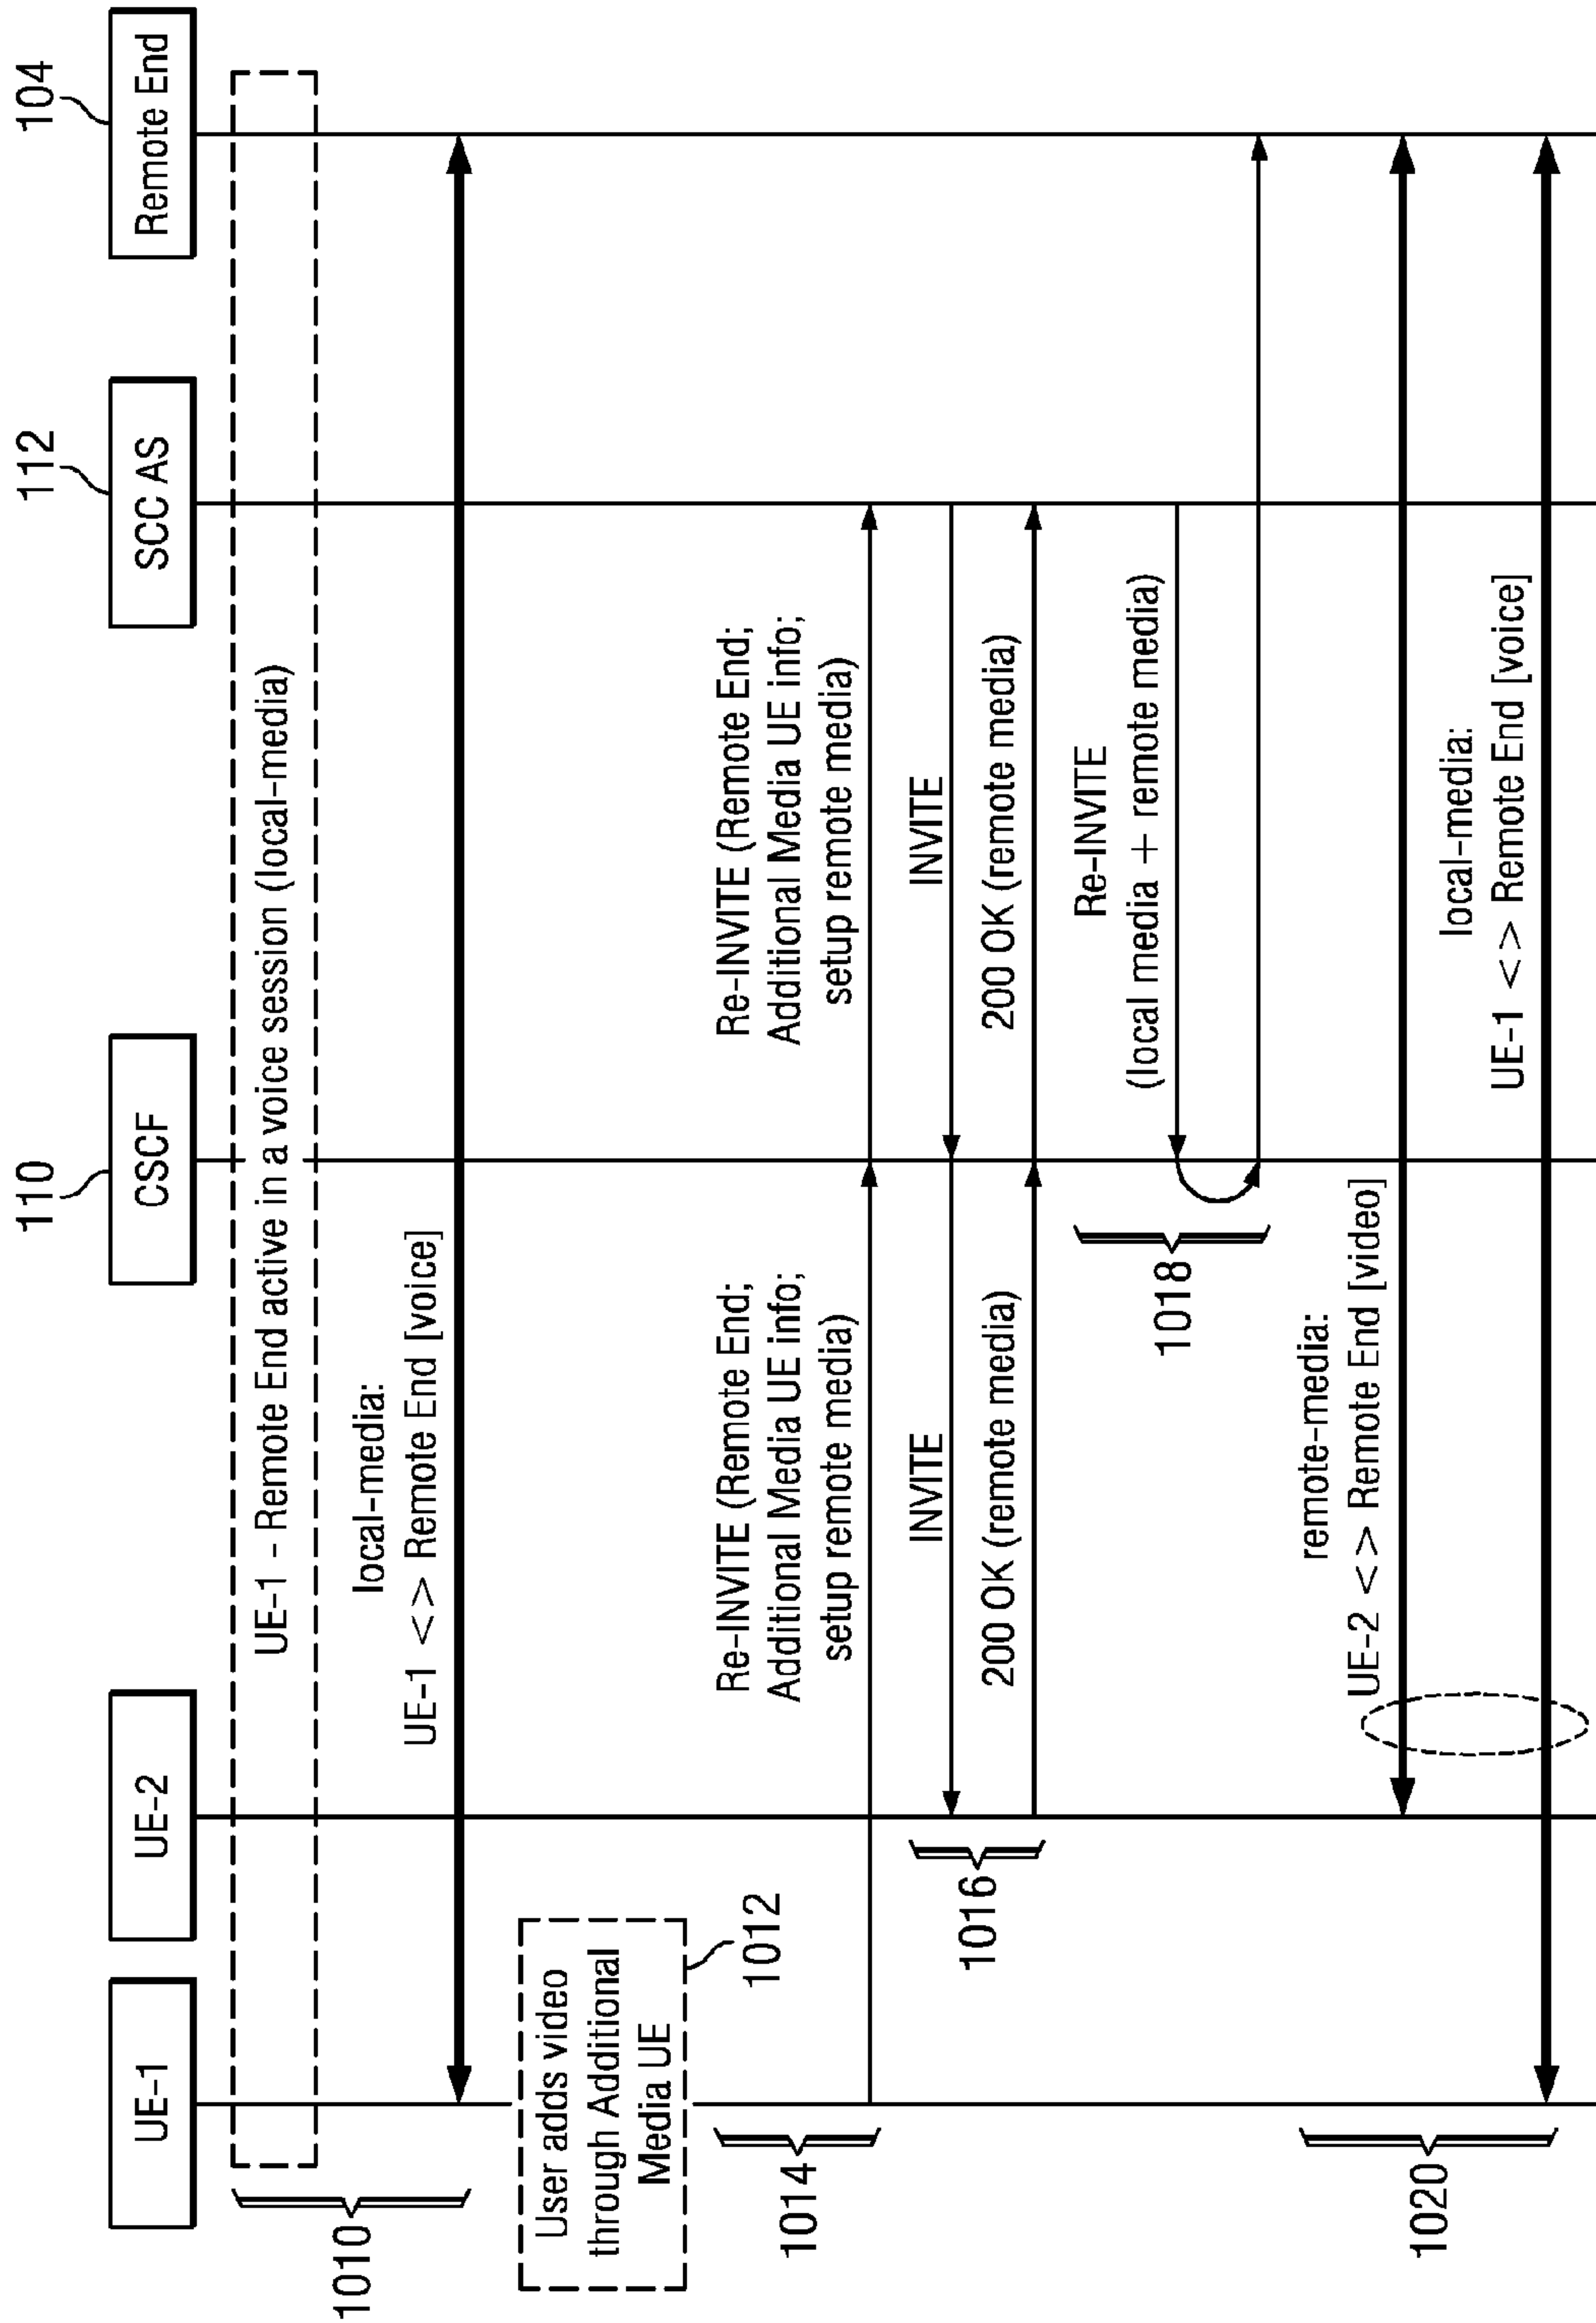 110
112
104
UE-1
UE-2
CSCF
SCC AS
Remote End
UE-1 - Remote End active in a voice session (local-media)
1010
local-media:
UE-1 <> Remote End [voice]
User adds video
through Additional
Media UE
1012
1014
Re-INVITE (Remote End;
Additional Media UE info;
setup remote media)
Re-INVITE (Remote End;
Additional Media UE info;
setup remote media)
1016
INVITE
INVITE
200 OK (remote media)
200 OK (remote media)
1018
Re-INVITE
(local media + remote media)
1020
remote-media:
UE-2 <> Remote End [video]
local-media:
UE-1 <> Remote End [voice]